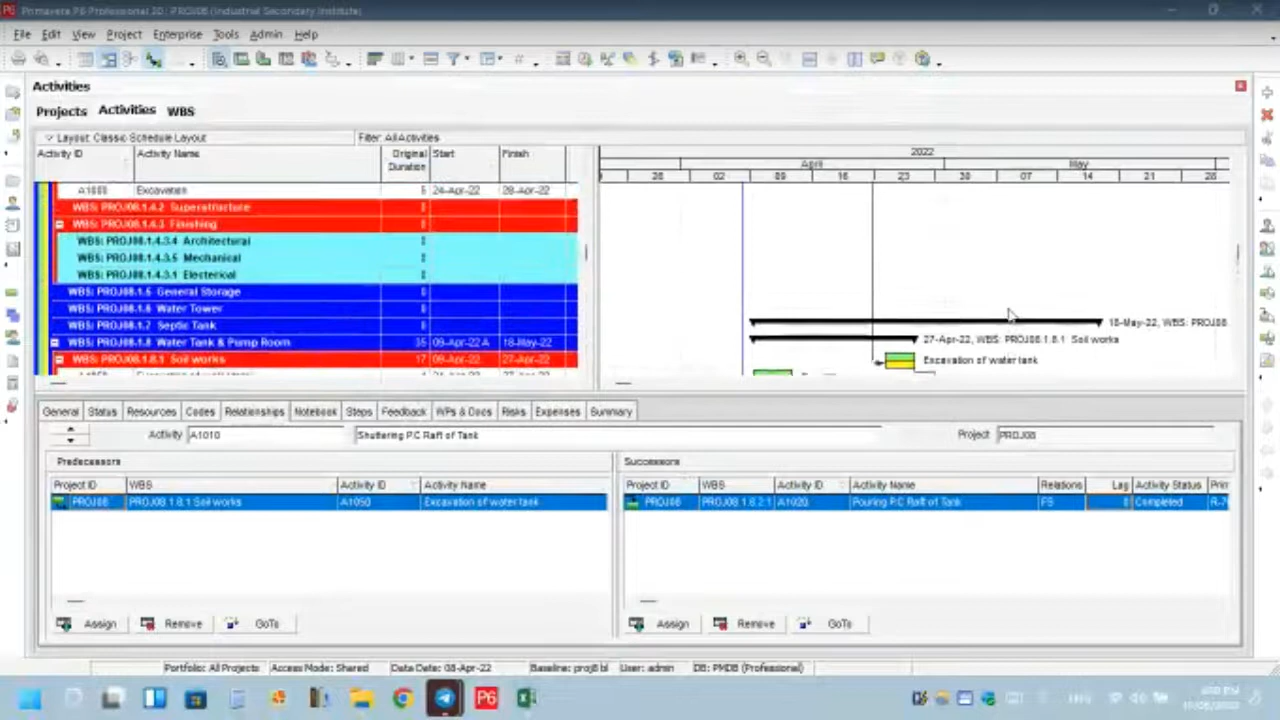 Primavera P6 Professional 20 : PROJ08 (Industrial Secondary Institute)
File Edit View Project Enterprise Tools Admin Help
Activities
Projects Activities WBS
Layout: Classic Schedule Layout Filter: All Activities
Activity ID Activity Name Original Duration Start Finish
2022
April May
26 02 09 16 23 30 07 14 21 28
Excavation 5 24-Apr-22 28-Apr-22
WBS: PROJ08.1.4.2 Superstructure 0
WBS: PROJ08.1.4.3 Finishing 0
WBS: PROJ08.1.4.3.4 Architectural 0
WBS: PROJ08.1.4.3.5 Mechanical 0
WBS: PROJ08.1.4.3.1 Electerical 0
WBS: PROJ08.1.5 General Storage 0
WBS: PROJ08.1.6 Water Tower 0
WBS: PROJ08.1.7 Septic Tank 0
WBS: PROJ08.1.8 Water Tank & Pump Room 35 09-Apr-22 A 18-May-22
WBS: PROJ08.1.8.1 Soil works 17 09-Apr-22 27-Apr-22
18-May-22, WBS: PROJ08
27-Apr-22, WBS: PROJ08.1.8.1 Soil works
Excavation of water tank
General Status Resources Codes Relationships Notebook Steps Feedback WPs & Docs Risks Expenses Summary
Activity A1010 Shuttering P.C Raft of Tank Project PROJ08
Predecessors
Project ID WBS Activity ID Activity Name
PROJ08 PROJ08.1.8.1 Soil works A1050 Excavation of water tank
Successors
Project ID WBS Activity ID Activity Name Relations Lag Activity Status Prim
PROJ08 PROJ08.1.8.2.1 A1020 Pouring P.C Raft of Tank FS 0 Completed
Assign Remove GoTo
Assign Remove GoTo
Portfolio: All Projects Access Mode: Shared Data Date: 08-Apr-22 Baseline: proj8 bl User: admin DB: PMDB (Professional)
P6
ENG